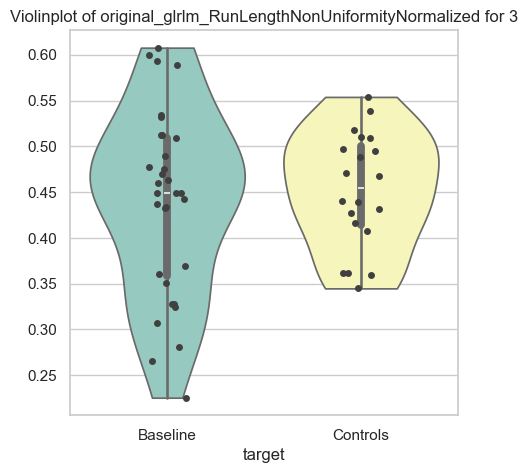 Violinplot of original_glrlm_RunLengthNonUniformityNormalized for 3
0.60
0.55
0.50
0.45
0.40
0.35
0.30
0.25
Baseline Controls
target